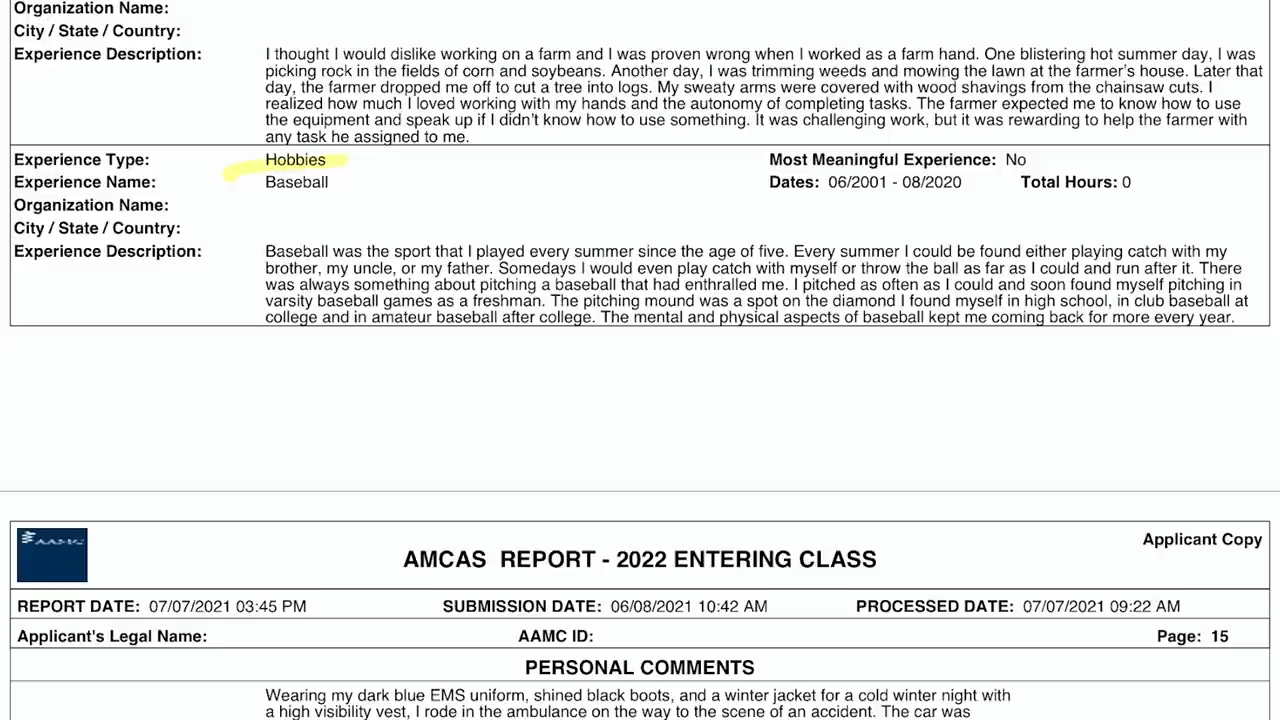 Organization Name:
City / State / Country:
Experience Description: I thought I would dislike working on a farm and I was proven wrong when I worked as a farm hand. One blistering hot summer day, I was
picking rock in the fields of corn and soybeans. Another day, I was trimming weeds and mowing the lawn at the farmer's house. Later that
day, the farmer dropped me off to cut a tree into logs. My sweaty arms were covered with wood shavings from the chainsaw cuts. I
realized how much I loved working with my hands and the autonomy of completing tasks. The farmer expected me to know how to use
the equipment and speak up if I didn't know how to use something. It was challenging work, but it was rewarding to help the farmer with
any task he assigned to me.
Experience Type: Hobbies Most Meaningful Experience: No
Experience Name: Baseball Dates: 06/2001 - 08/2020 Total Hours: 0
Organization Name:
City / State / Country:
Experience Description: Baseball was the sport that I played every summer since the age of five. Every summer I could be found either playing catch with my
brother, my uncle, or my father. Somedays I would even play catch with myself or throw the ball as far as I could and run after it. There
was always something about pitching a baseball that had enthralled me. I pitched as often as I could and soon found myself pitching in
varsity baseball games as a freshman. The pitching mound was a spot on the diamond I found myself in high school, in club baseball at
college and in amateur baseball after college. The mental and physical aspects of baseball kept me coming back for more every year.
AAMC
AMCAS REPORT - 2022 ENTERING CLASS
Applicant Copy
REPORT DATE: 07/07/2021 03:45 PM SUBMISSION DATE: 06/08/2021 10:42 AM PROCESSED DATE: 07/07/2021 09:22 AM
Applicant's Legal Name: AAMC ID: Page: 15
PERSONAL COMMENTS
Wearing my dark blue EMS uniform, shined black boots, and a winter jacket for a cold winter night with
a high visibility vest, I rode in the ambulance on the way to the scene of an accident. The car was